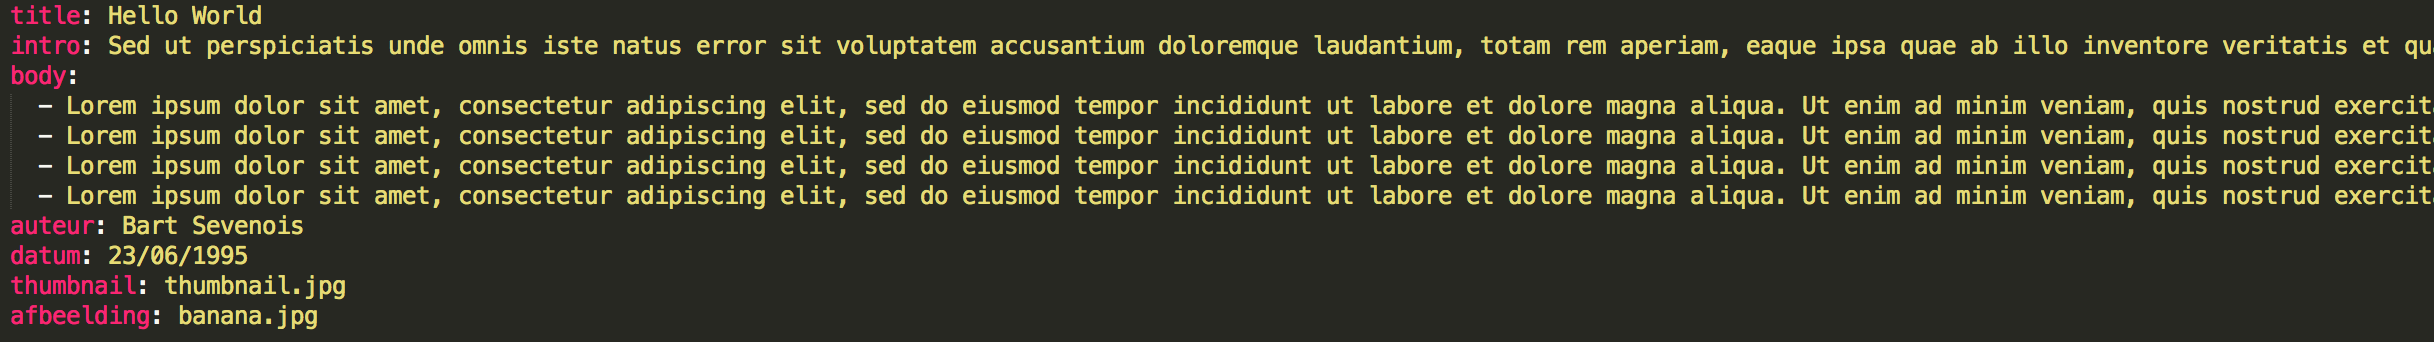 title: Hello World
intro: Sed ut perspiciatis unde omnis iste natus error sit voluptatem accusantium doloremque laudantium, totam rem aperiam, eaque ipsa quae ab illo inventore veritatis et
body:
- Lorem ipsum dolor sit amet, consectetur adipiscing elit, sed do eiusmod tempor incididunt ut labore et dolore magna aliqua. Ut enim ad minim veniam, quis nostrud
- Lorem ipsum dolor sit amet, consectetur adipiscing elit, sed do eiusmod tempor incididunt ut labore et dolore magna aliqua. Ut enim ad minim veniam, quis nostrud
- Lorem ipsum dolor sit amet, consectetur adipiscing elit, sed do eiusmod tempor incididunt ut labore et dolore magna aliqua. Ut enim ad minim veniam, quis nostrud
- Lorem ipsum dolor sit amet, consectetur adipiscing elit, sed do eiusmod tempor incididunt ut labore et dolore magna aliqua. Ut enim ad minim veniam, quis nostrud
auteur: Bart Sevenois
datum: 23/06/1995
thumbnail: thumbnail.jpg
afbeelding: banana.jpg